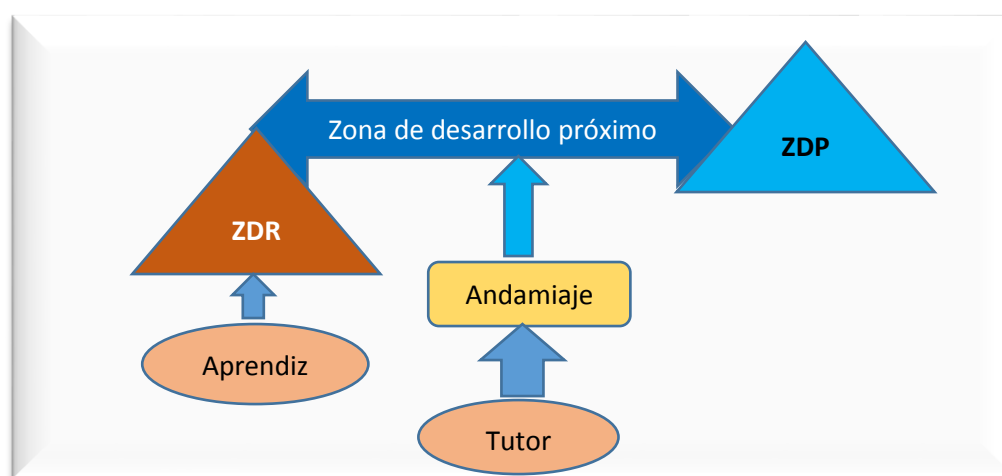 Zona de desarrollo próximo
ZDP
ZDR
Andamiaje
Aprendiz
Tutor